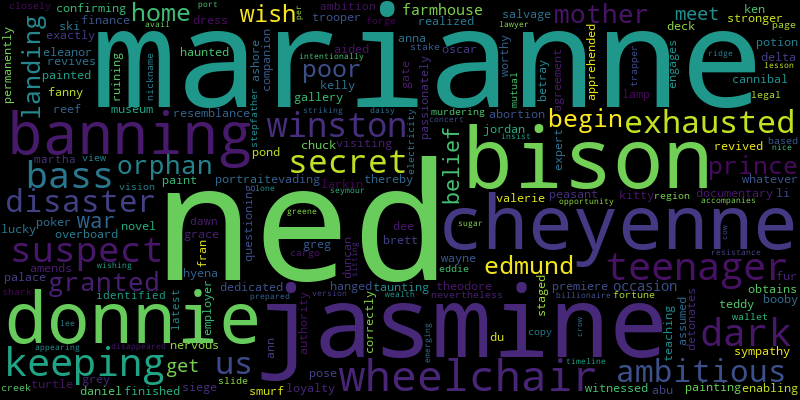 closely confirming port ambition ken
finance home dress trooper wish per farmhouse mother meet stronger
ski avail forge realized salvage lawyer deck page
exactly marianne
landing eleanor haunted companion aided anna worthy potion
permanently revives ruining nickname ashore poor stake oscar betray trapper engages delta
painted kelly gate mutual apprehended ridge cannibal
fanny gallery passionately agreement lamp lesson legal
reef museum resemblance intentionally murdering abortion begin exhausted
banning striking daisy winston concert jordan expert
stepfather electricity insist revived based
martha view pond chuck visiting belief bison nice
bass orphan secret prince whatever
vision paint portrait evading larkin thereby kitty region documentary li
disaster clone seymour valerie peasant accompanies
lucky poker war novel ned greene opportunity
overboard dawn questioning dee sugar cheyenne
suspect grace fran greg duncan brett wayne cow resistance
amends cargo sitting eddie edmund teenager
palace wishing hyena hanged taunting theodore premiere occasion fur
shark granted employer dedicated nevertheless staged billionaire fortune obtains
identified latest prepared version wealth copy teddy booby
donnie authority correctly jasmine crow teaching assumed detonates wallet
lee nervous ann emerging du dark
appearing disappeared sympathy
keeping get us timeline
turtle grey slide pose wheelchair ambitious
creek daniel finished siege smurf loyalty witnessed abu painting enabling